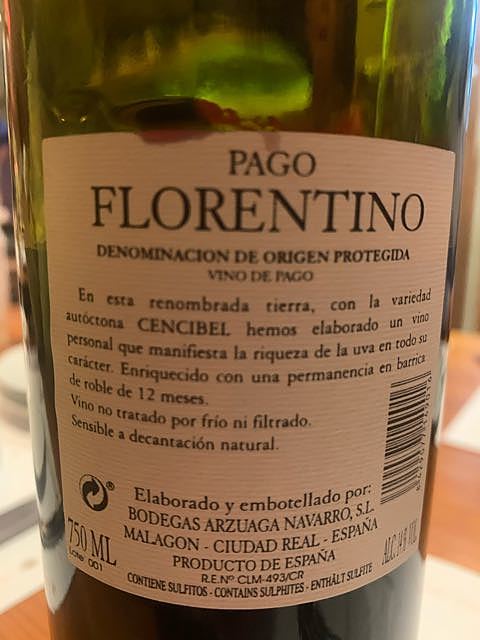 PAGO
FLORENTINO
DENOMINACION DE ORIGEN PROTEGIDA
VINO DE PAGO
En esta renombrada tierra, con la variedad
autóctona CENCIBEL hemos elaborado un vino
personal que manifiesta la riqueza de la uva en todo su
carácter. Enriquecido con una permanencia en barrica
de roble de 12 meses.
Vino no tratado por frío ni filtrado.
Sensible a decantación natural.
®
Elaborado y embotellado por:
BODEGAS ARZUAGA NAVARRO, S.L.
MALAGON - CIUDAD REAL - ESPAÑA
PRODUCTO DE ESPAÑA
R.E.Nº CLM-493/CR
CONTIENE SULFITOS - CONTAINS SULPHITES - ENTHÄLT SULFITE
750 ML
Lote 001
ALC. 14% VOL.